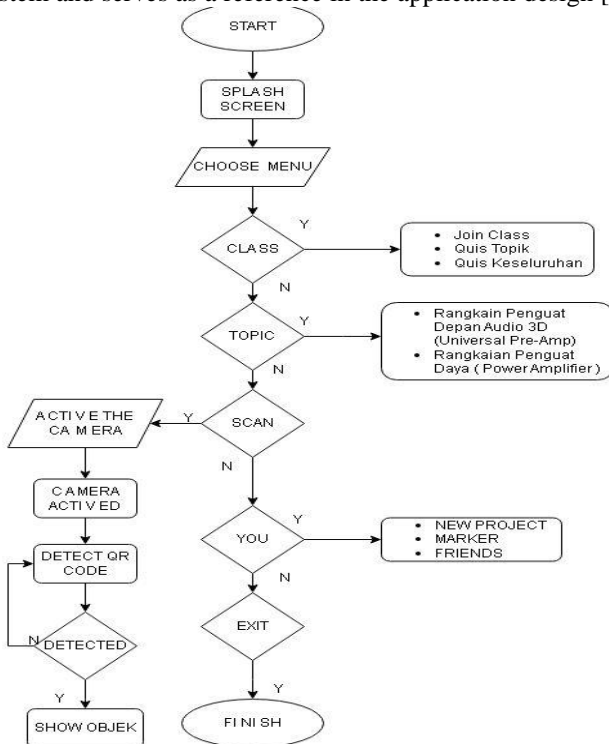 stem and serves as a reference in the application design [
START
SPLASH
SCREEN
CHOOSE MENU
Y
CLASS
• Join Class
• Quis Topik
• Quis Keseluruhan
N
Y
TOPIC
• Rangkain Penguat
Depan Audio 3D
(Universal Pre-Amp)
• Rangkaian Penguat
Daya ( Power Amplifier )
N
ACTIVE THE
CAMERA
Y
SCAN
N
CAMERA
ACTIVED
Y
YOU
• NEW PROJECT
• MARKER
• FRIENDS
DETECT QR
CODE
N
EXIT
N
DETECTED
Y
Y
SHOW OBJEK
FINISH